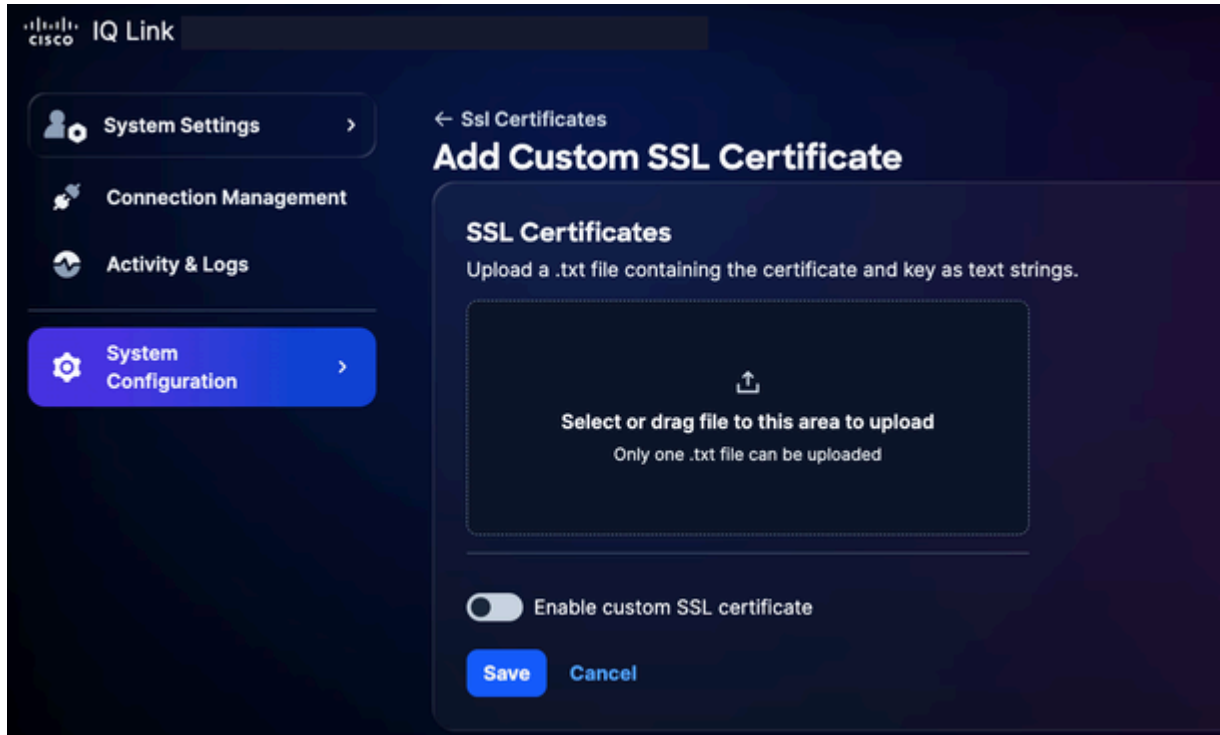 cisco IQ Link
System Settings
Connection Management
Activity & Logs
System
Configuration
← Ssl Certificates
Add Custom SSL Certificate
SSL Certificates
Upload a .txt file containing the certificate and key as text strings.
Select or drag file to this area to upload
Only one .txt file can be uploaded
Enable custom SSL certificate
Save Cancel